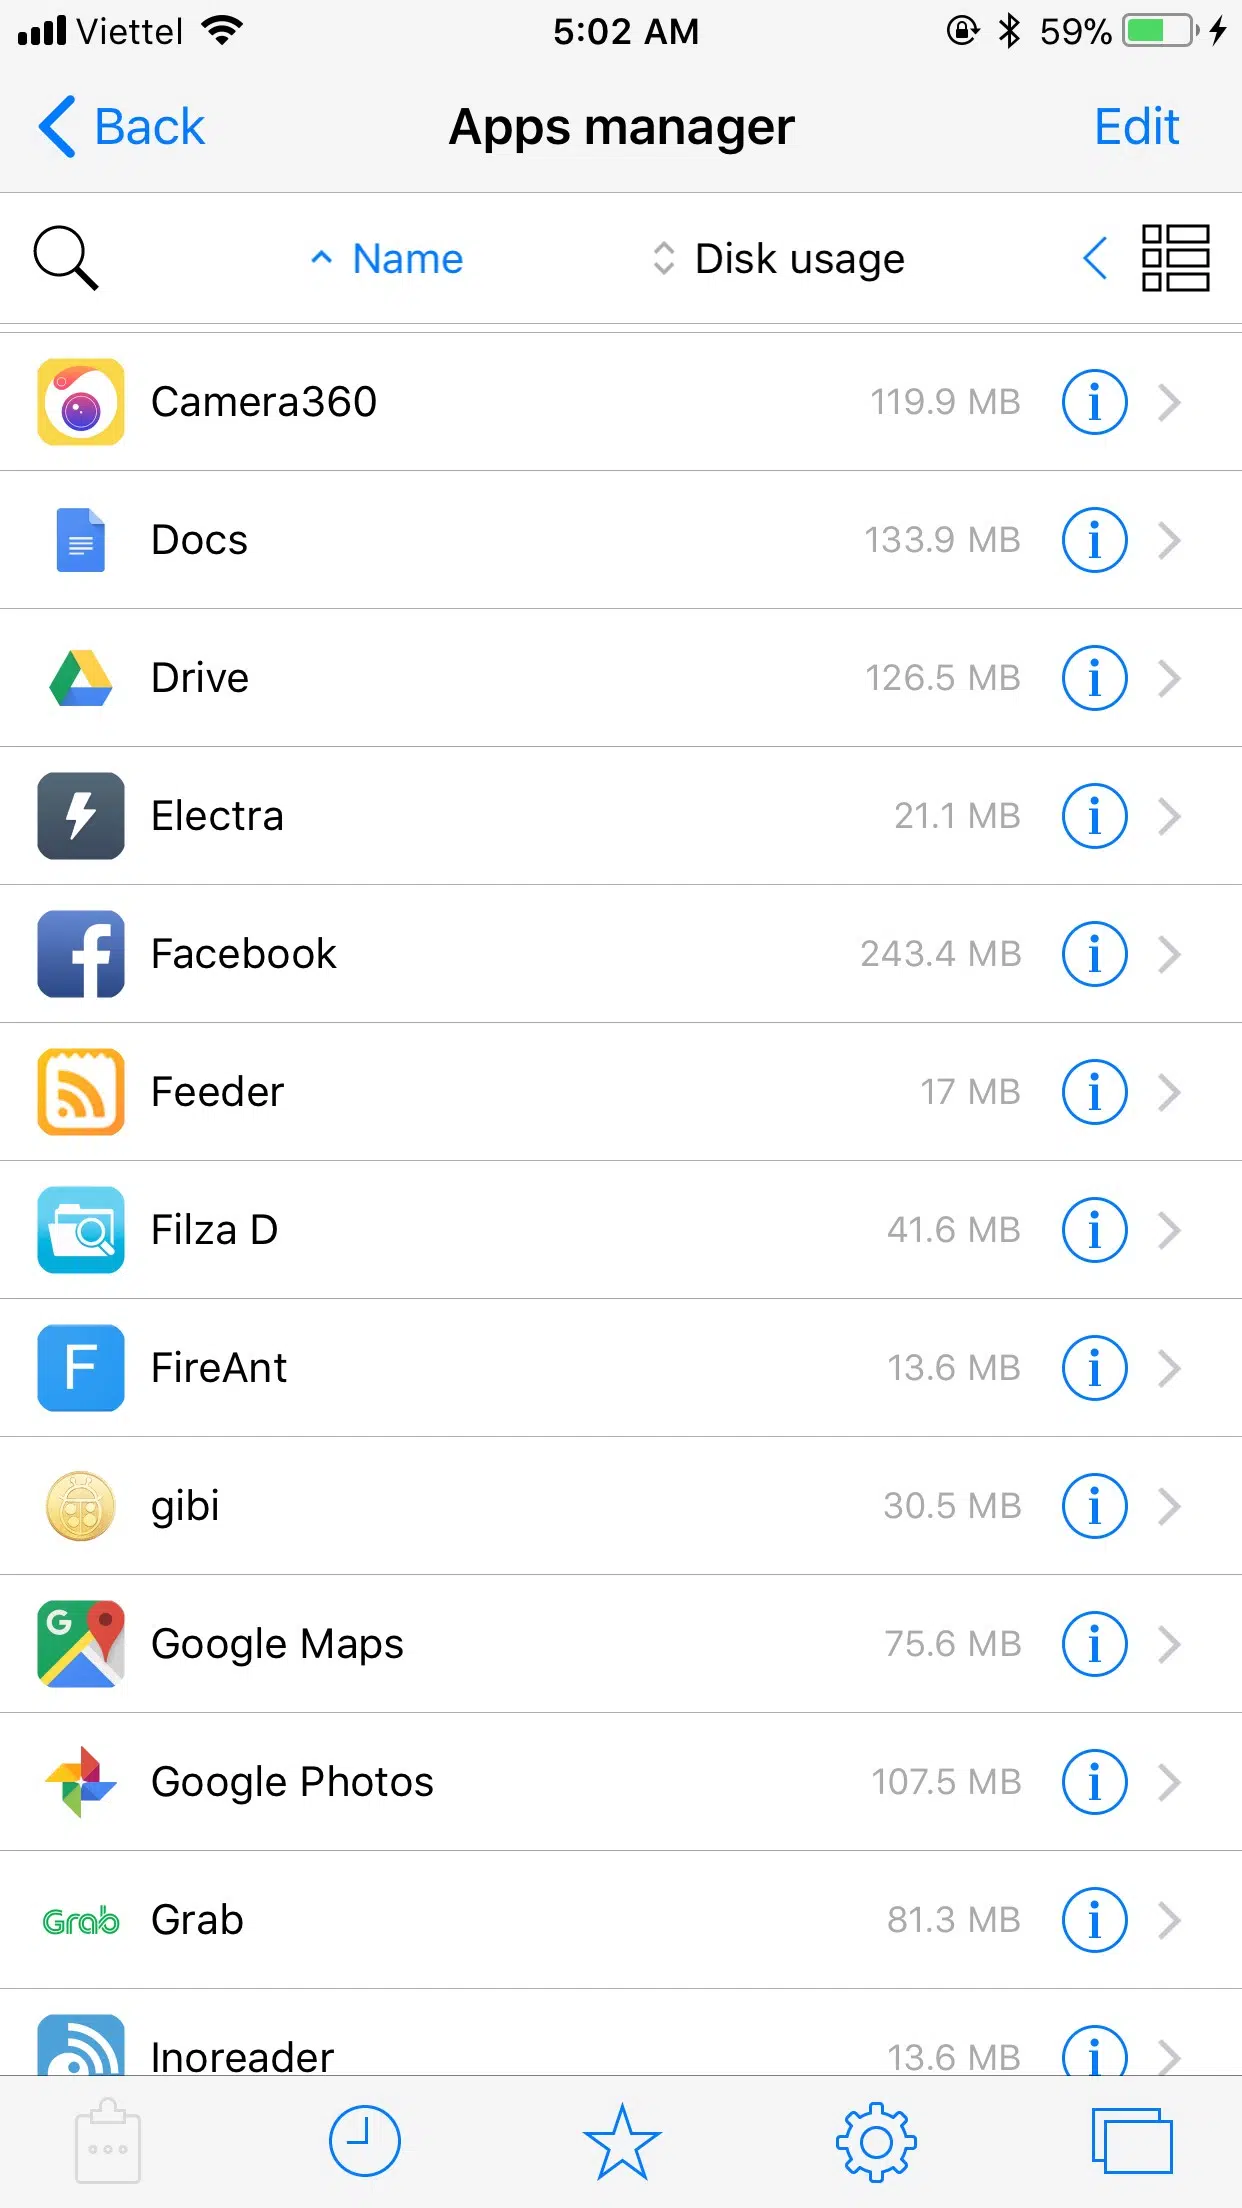 Viettel 5:02 AM 59%
Back Apps manager Edit
Name Disk usage
Camera360 119.9 MB
Docs 133.9 MB
Drive 126.5 MB
Electra 21.1 MB
Facebook 243.4 MB
Feeder 17 MB
Filza D 41.6 MB
F FireAnt 13.6 MB
gibi 30.5 MB
G Google Maps 75.6 MB
Google Photos 107.5 MB
Grab Grab 81.3 MB
Inoreader 13.6 MB